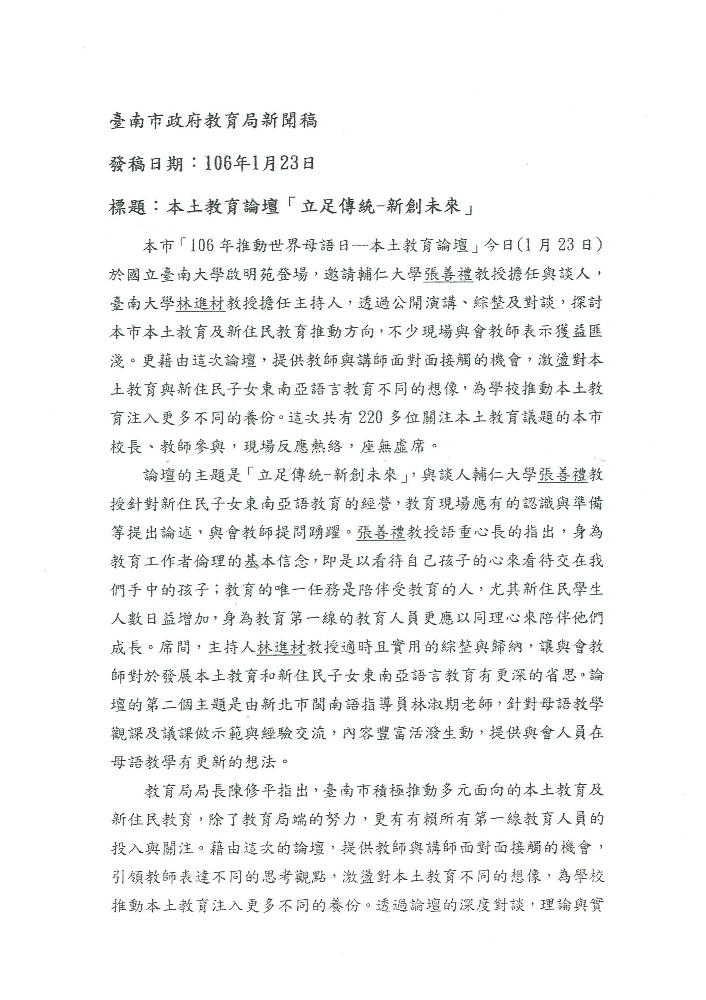 臺南市政府教育局新聞稿
發稿日期：106年1月23日
標題：本土教育論壇「立足傳統-新創未來」
本市「106 年推動世界母語日—本土教育論壇」今日(1 月 23 日)
於國立臺南大學啟明苑登場，邀請輔仁大學張善禮教授擔任與談人，
臺南大學林進材教授擔任主持人，透過公開演講、綜整及對談，探討
本市本土教育及新住民教育推動方向，不少現場與會教師表示獲益匪
淺。更藉由這次論壇，提供教師與講師面對面接觸的機會，激盪對本
土教育與新住民子女東南亞語言教育不同的想像，為學校推動本土教
育注入更多不同的養份。這次共有 220 多位關注本土教育議題的本市
校長、教師參與，現場反應熱絡，座無虛席。
論壇的主題是「立足傳統-新創未來」，與談人輔仁大學張善禮教
授針對新住民子女東南亞語教育的經營，教育現場應有的認識與準備
等提出論述，與會教師提問踴躍。張善禮教授語重心長的指出，身為
教育工作者倫理的基本信念，即是以看待自己孩子的心來看待交在我
們手中的孩子；教育的唯一任務是陪伴受教育的人，尤其新住民學生
人數日益增加，身為教育第一線的教育人員更應以同理心來陪伴他們
成長。席間，主持人林進材教授適時且實用的綜整與歸納，讓與會教
師對於發展本土教育和新住民子女東南亞語言教育有更深的省思。論
壇的第二個主題是由新北市閩南語指導員林淑期老師，針對母語教學
觀課及議課做示範與經驗交流，內容豐富活潑生動，提供與會人員在
母語教學有更新的想法。
教育局局長陳修平指出，臺南市積極推動多元面向的本土教育及
新住民教育，除了教育局端的努力，更有有賴所有第一線教育人員的
投入與關注。藉由這次的論壇，提供教師與講師面對面接觸的機會，
引領教師表達不同的思考觀點，激盪對本土教育不同的想像，為學校
推動本土教育注入更多不同的養份。透過論壇的深度對談，理論與實